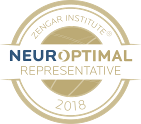 ZENGAR INSTITUTE®
NEUROPTIMAL
REPRESENTATIVE
2018